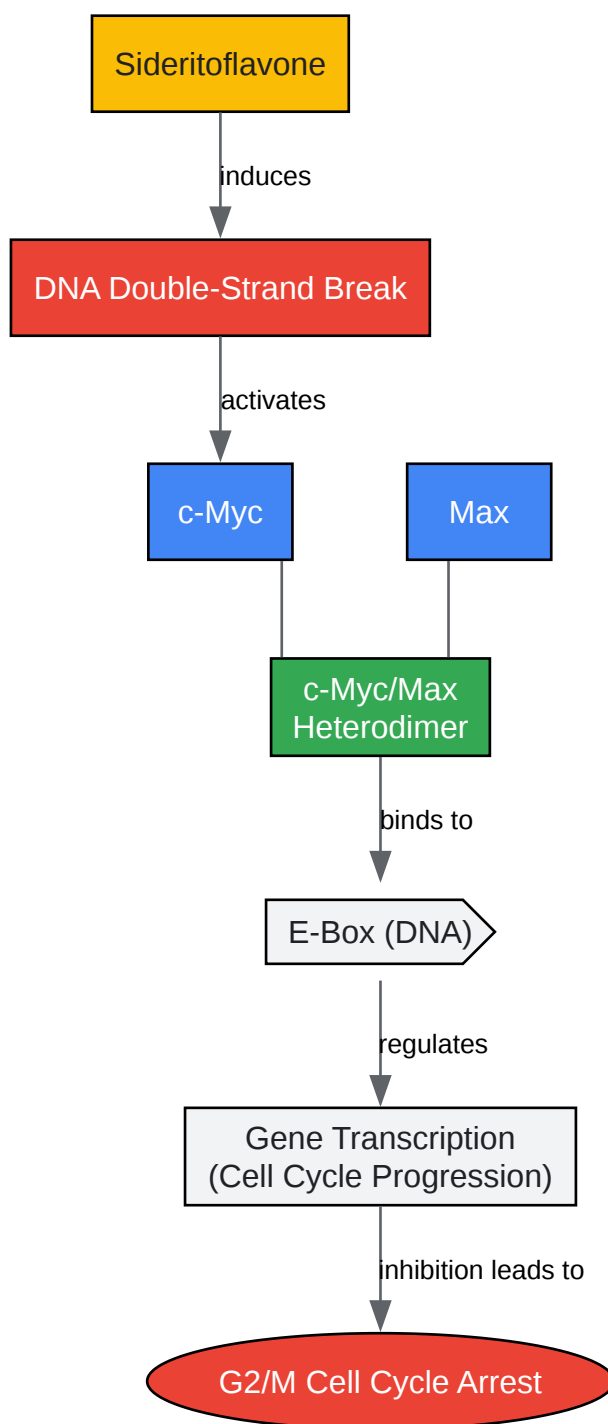 Sideritoflavone
induces
DNA Double-Strand Break
activates
c-Myc
Max
c-Myc/Max
Heterodimer
binds to
E-Box (DNA)
regulates
Gene Transcription
(Cell Cycle Progression)
inhibition leads to
G2/M Cell Cycle Arrest